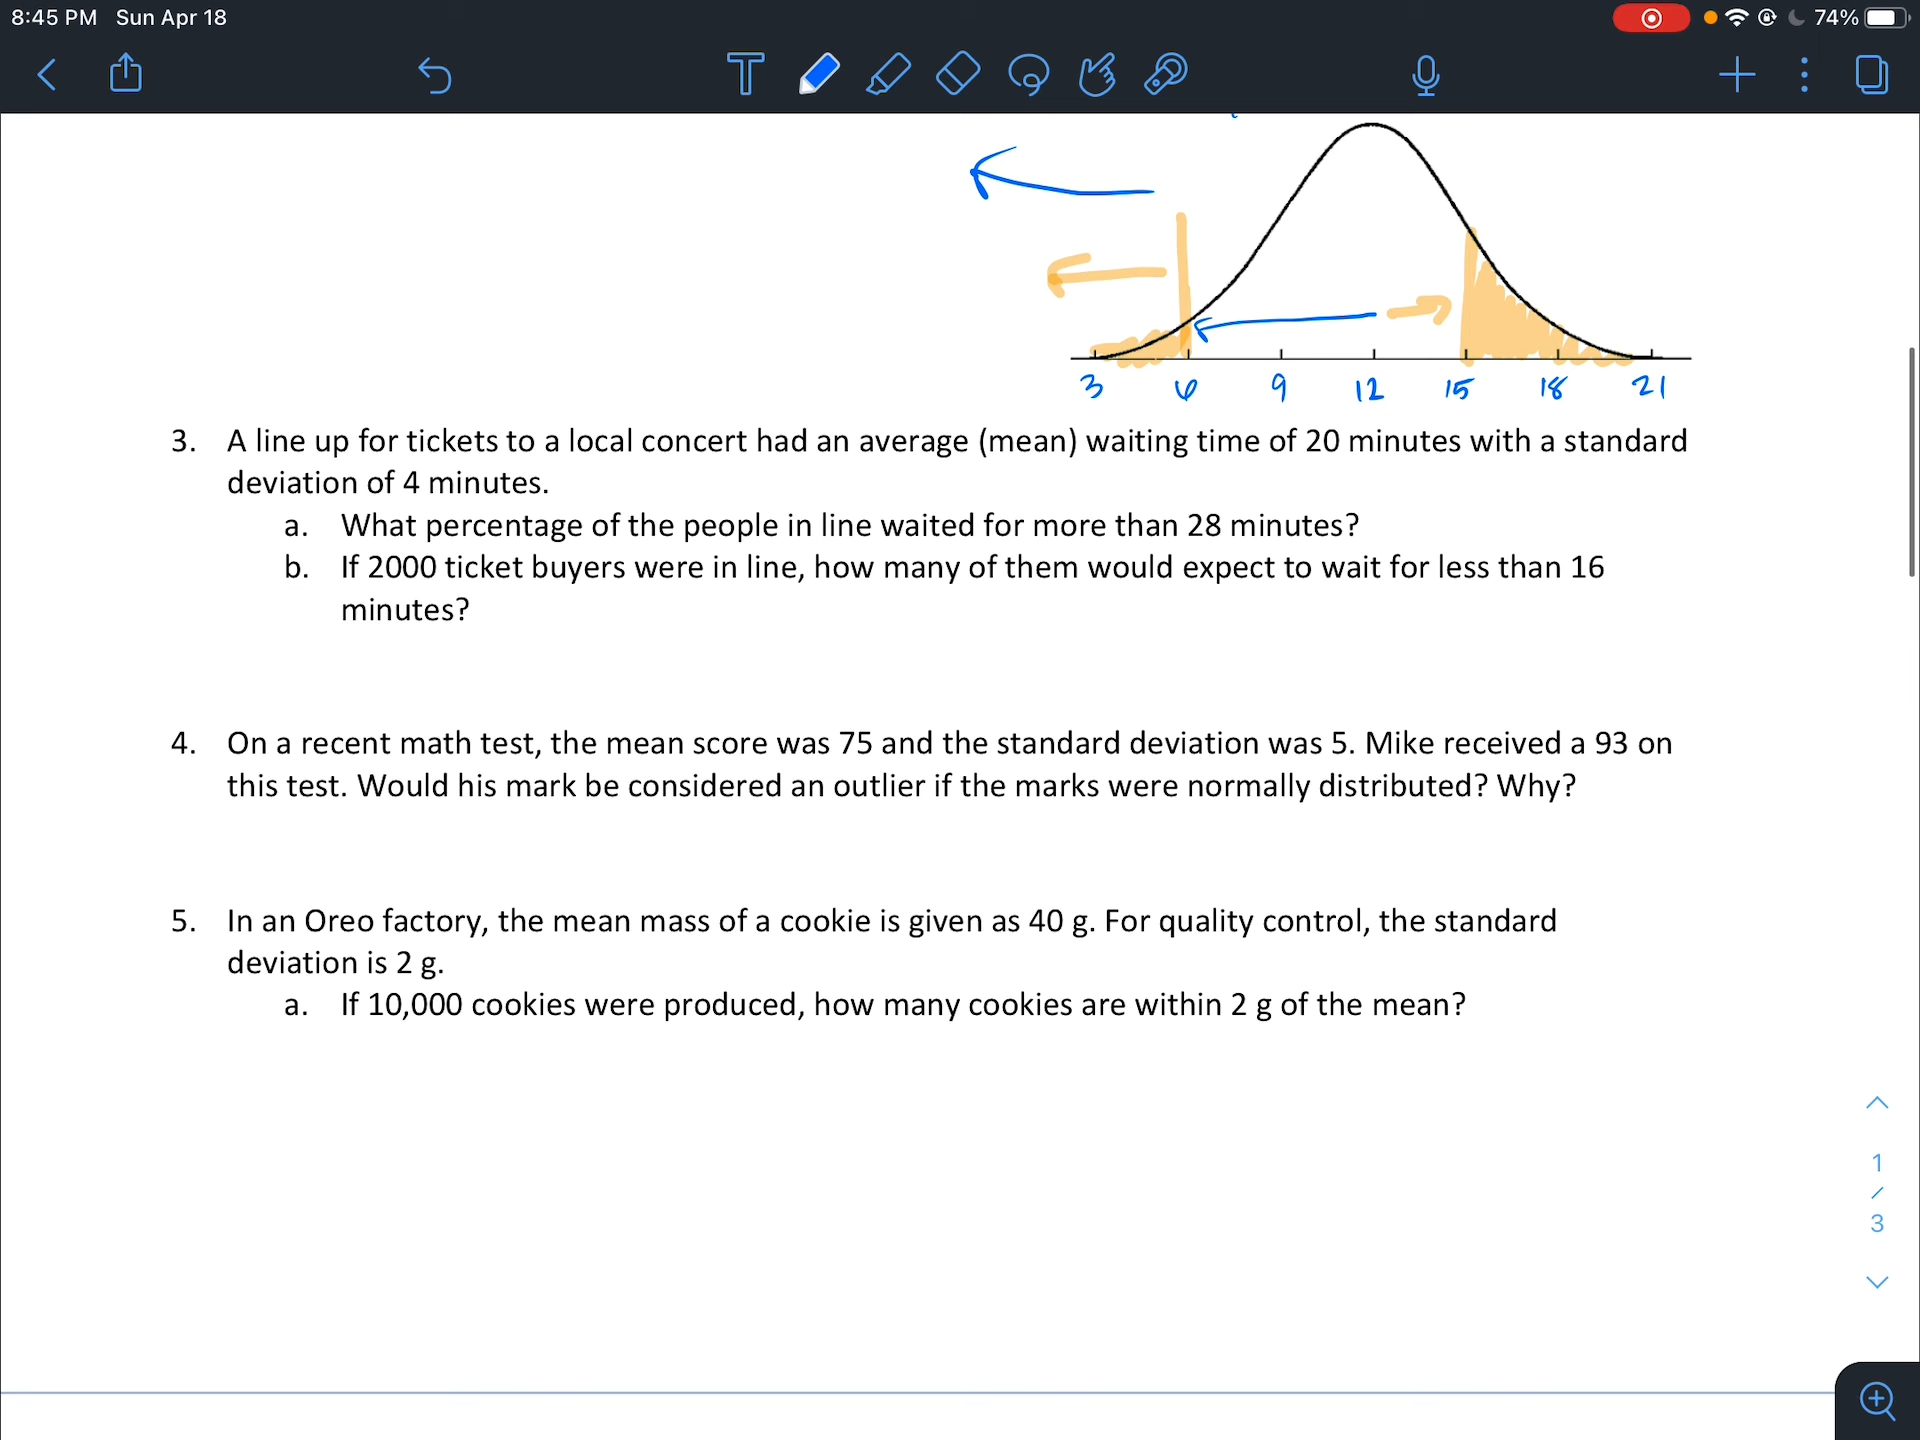 8:45 PM Sun Apr 18
74%
T
3 6 9 12 15 18 21
3. A line up for tickets to a local concert had an average (mean) waiting time of 20 minutes with a standard
deviation of 4 minutes.
a. What percentage of the people in line waited for more than 28 minutes?
b. If 2000 ticket buyers were in line, how many of them would expect to wait for less than 16
minutes?
4. On a recent math test, the mean score was 75 and the standard deviation was 5. Mike received a 93 on
this test. Would his mark be considered an outlier if the marks were normally distributed? Why?
5. In an Oreo factory, the mean mass of a cookie is given as 40 g. For quality control, the standard
deviation is 2 g.
a. If 10,000 cookies were produced, how many cookies are within 2 g of the mean?
1
/
3